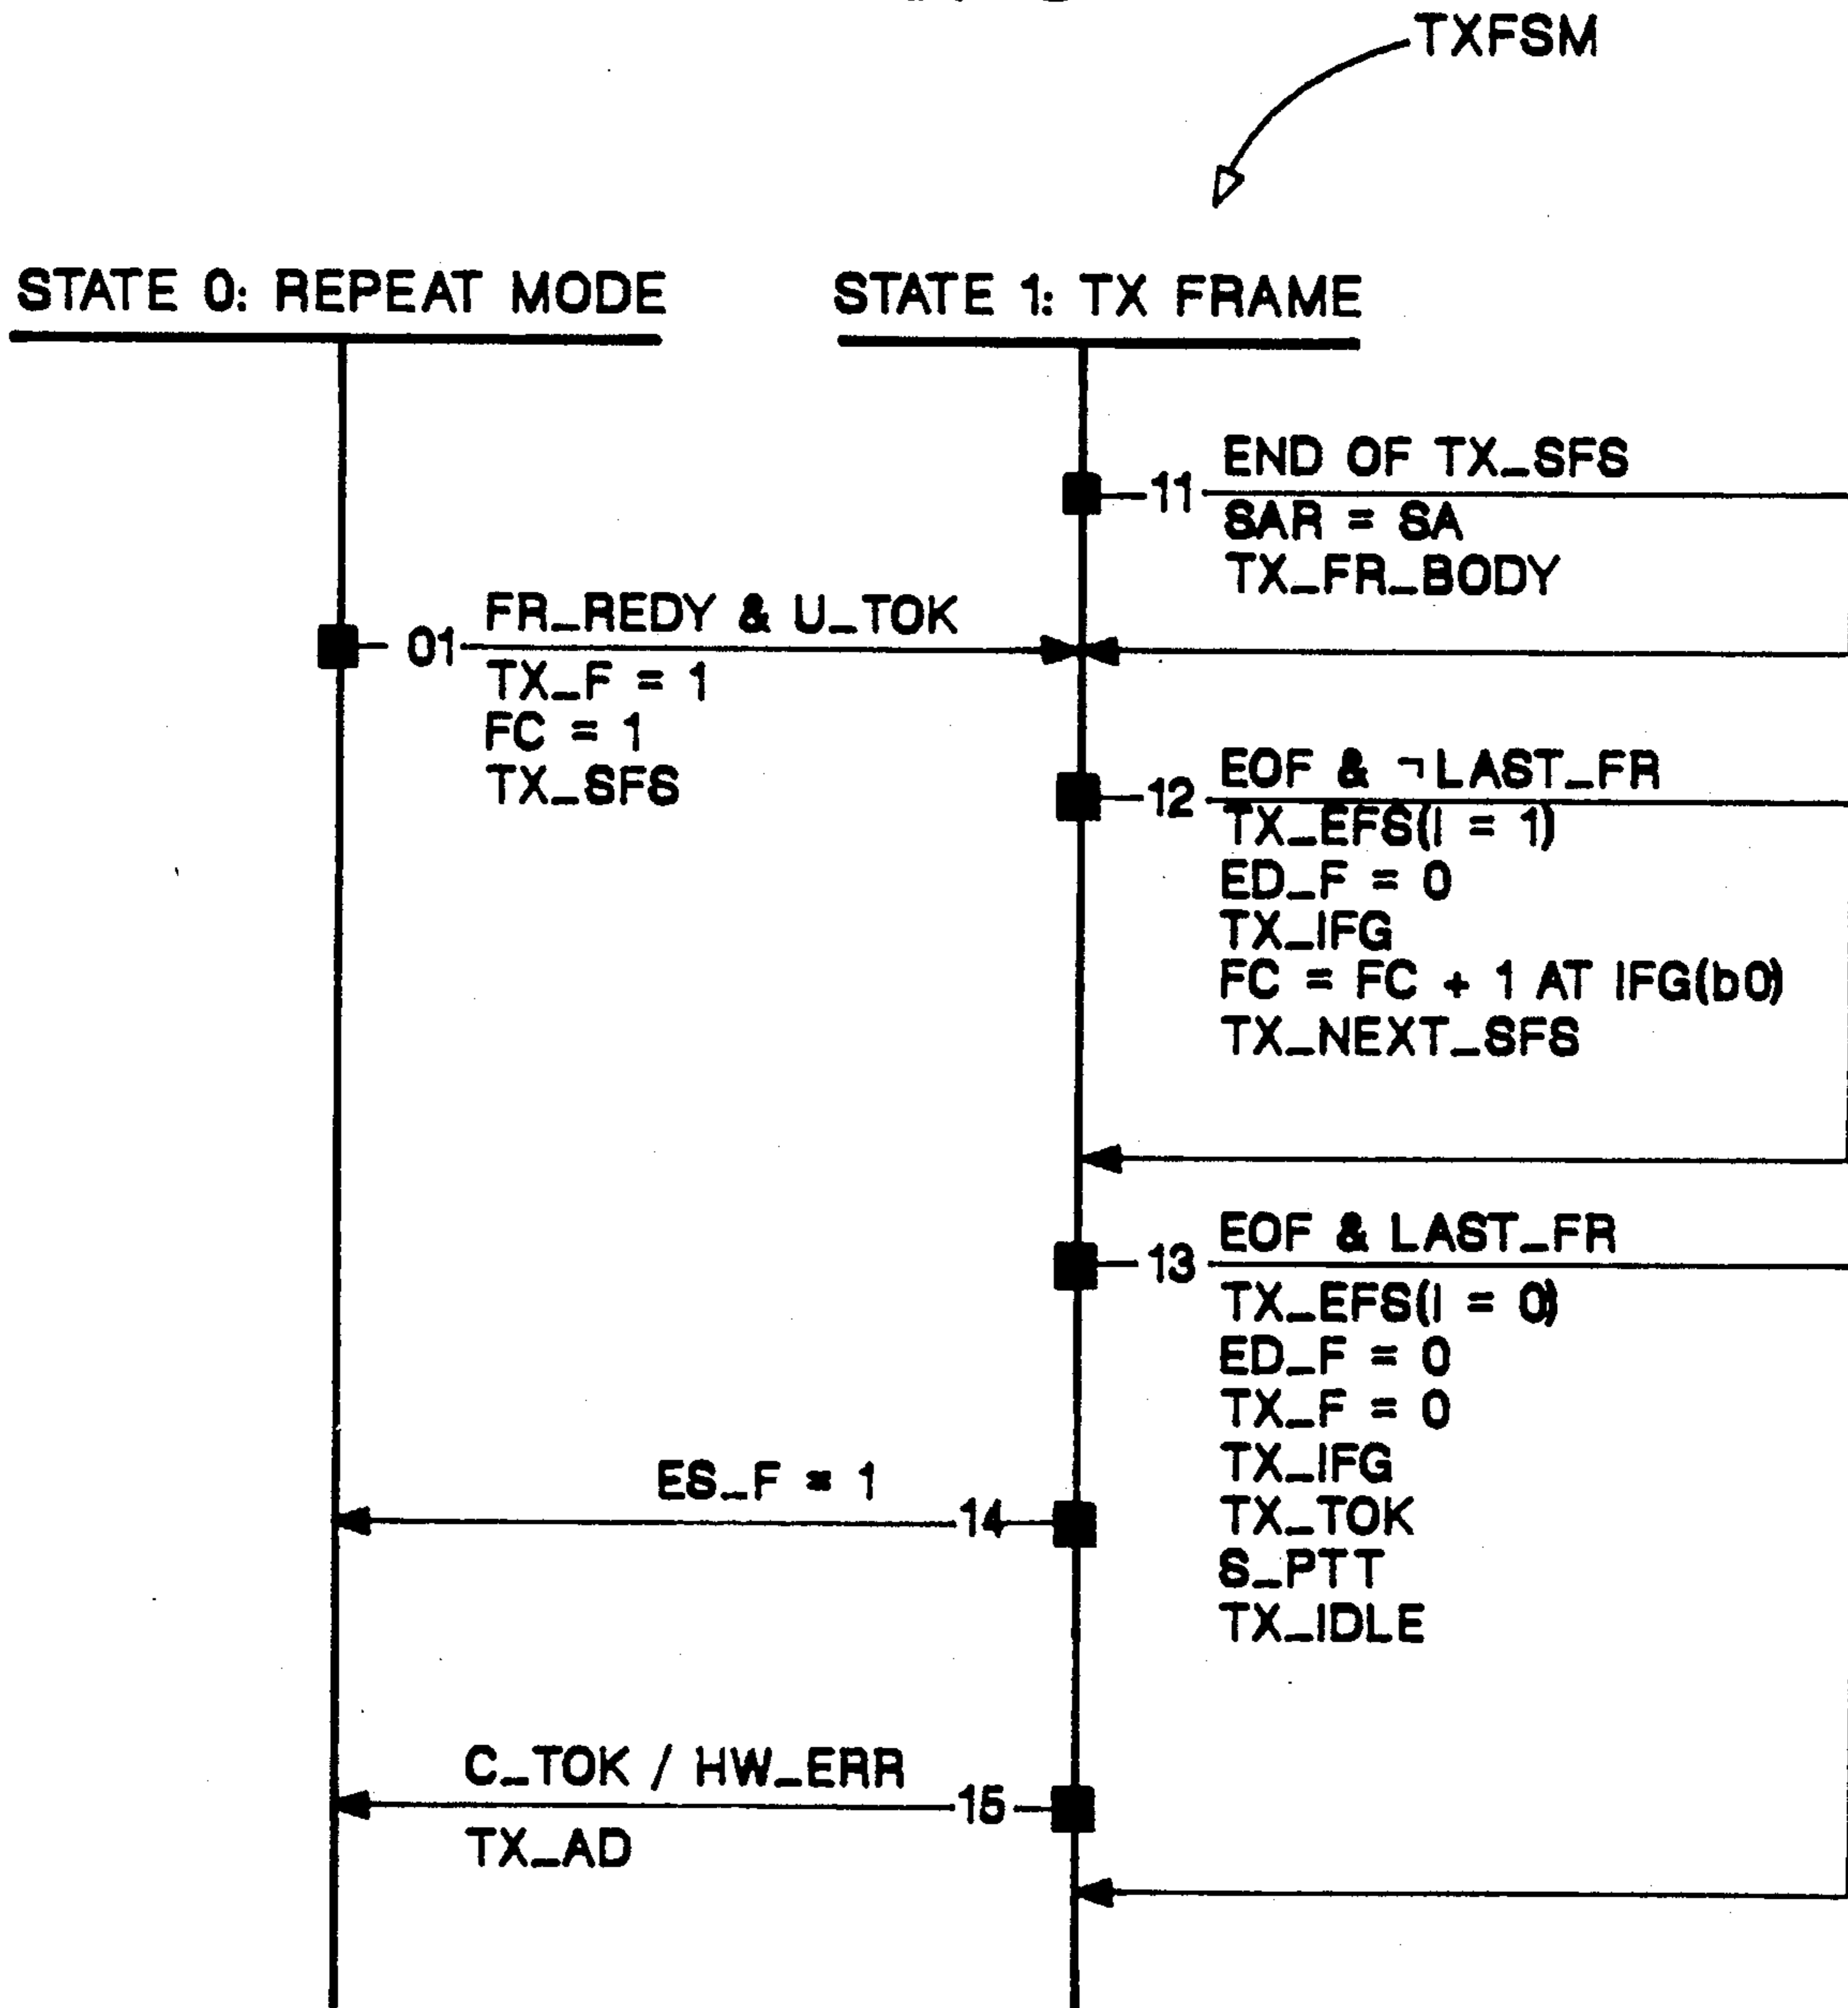 TXFSM
STATE 0: REPEAT MODE
STATE 1: TX FRAME
11
END OF TX_SFS
SAR = SA
TX_FR_BODY
01
FR_REDY & U_TOK
TX_F = 1
FC = 1
TX_SFS
12
EOF & ¬LAST_FR
TX_EFS(I = 1)
ED_F = 0
TX_IFG
FC = FC + 1 AT IFG(b0)
TX_NEXT_SFS
13
EOF & LAST_FR
TX_EFS(I = 0)
ED_F = 0
TX_F = 0
TX_IFG
TX_TOK
S_PTT
TX_IDLE
ES_F = 1
14
C_TOK / HW_ERR
15
TX_AD